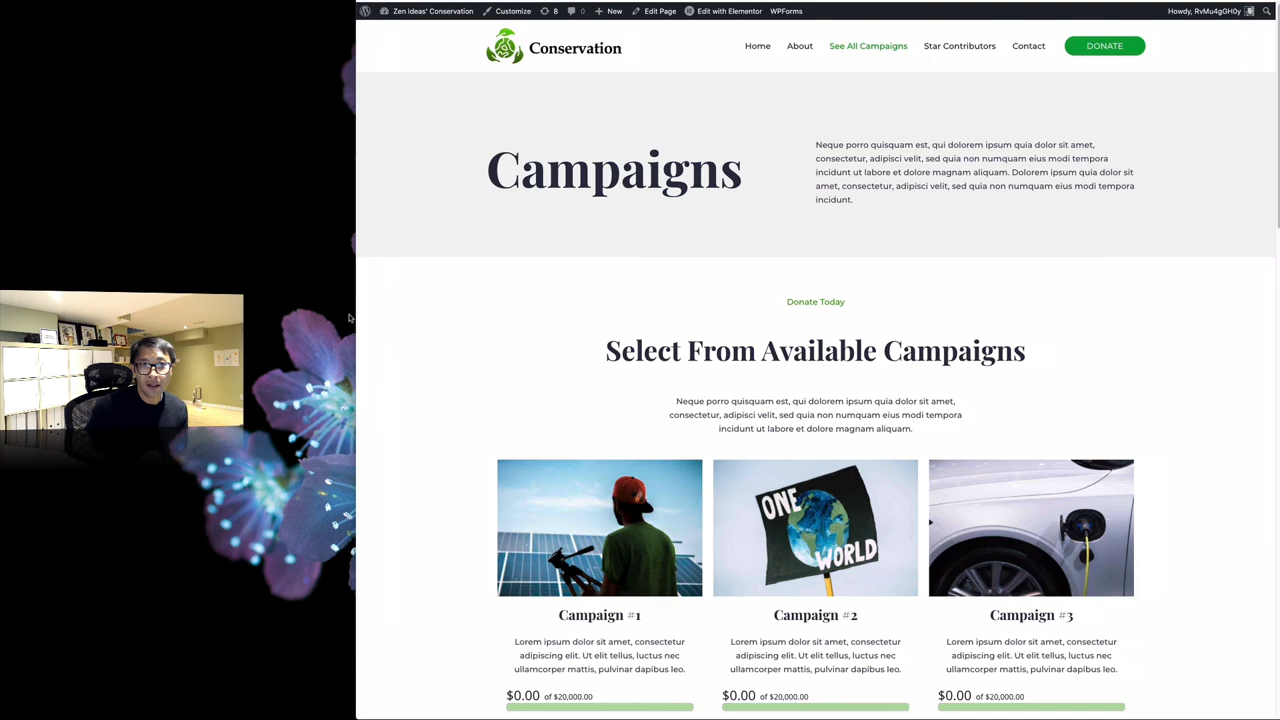 Zen Ideas' Conservation Customize 8 0 New Edit Page Edit with Elementor WPForms Howdy, RvMu4gGH0y
Conservation Home About See All Campaigns Star Contributors Contact DONATE
Campaigns
Neque porro quisquam est, qui dolorem ipsum quia dolor sit amet,
consectetur, adipisci velit, sed quia non numquam eius modi tempora
incidunt ut labore et dolore magnam aliquam. Dolorem ipsum quia dolor sit
amet, consectetur, adipisci velit, sed quia non numquam eius modi tempora
incidunt.
Donate Today
Select From Available Campaigns
Neque porro quisquam est, qui dolorem ipsum quia dolor sit amet,
consectetur, adipisci velit, sed quia non numquam eius modi tempora
incidunt ut labore et dolore magnam aliquam.
ONE
WORLD
Campaign #1
Lorem ipsum dolor sit amet, consectetur
adipiscing elit. Ut elit tellus, luctus nec
ullamcorper mattis, pulvinar dapibus leo.
$0.00 of $20,000.00
Campaign #2
Lorem ipsum dolor sit amet, consectetur
adipiscing elit. Ut elit tellus, luctus nec
ullamcorper mattis, pulvinar dapibus leo.
$0.00 of $20,000.00
Campaign #3
Lorem ipsum dolor sit amet, consectetur
adipiscing elit. Ut elit tellus, luctus nec
ullamcorper mattis, pulvinar dapibus leo.
$0.00 of $20,000.00